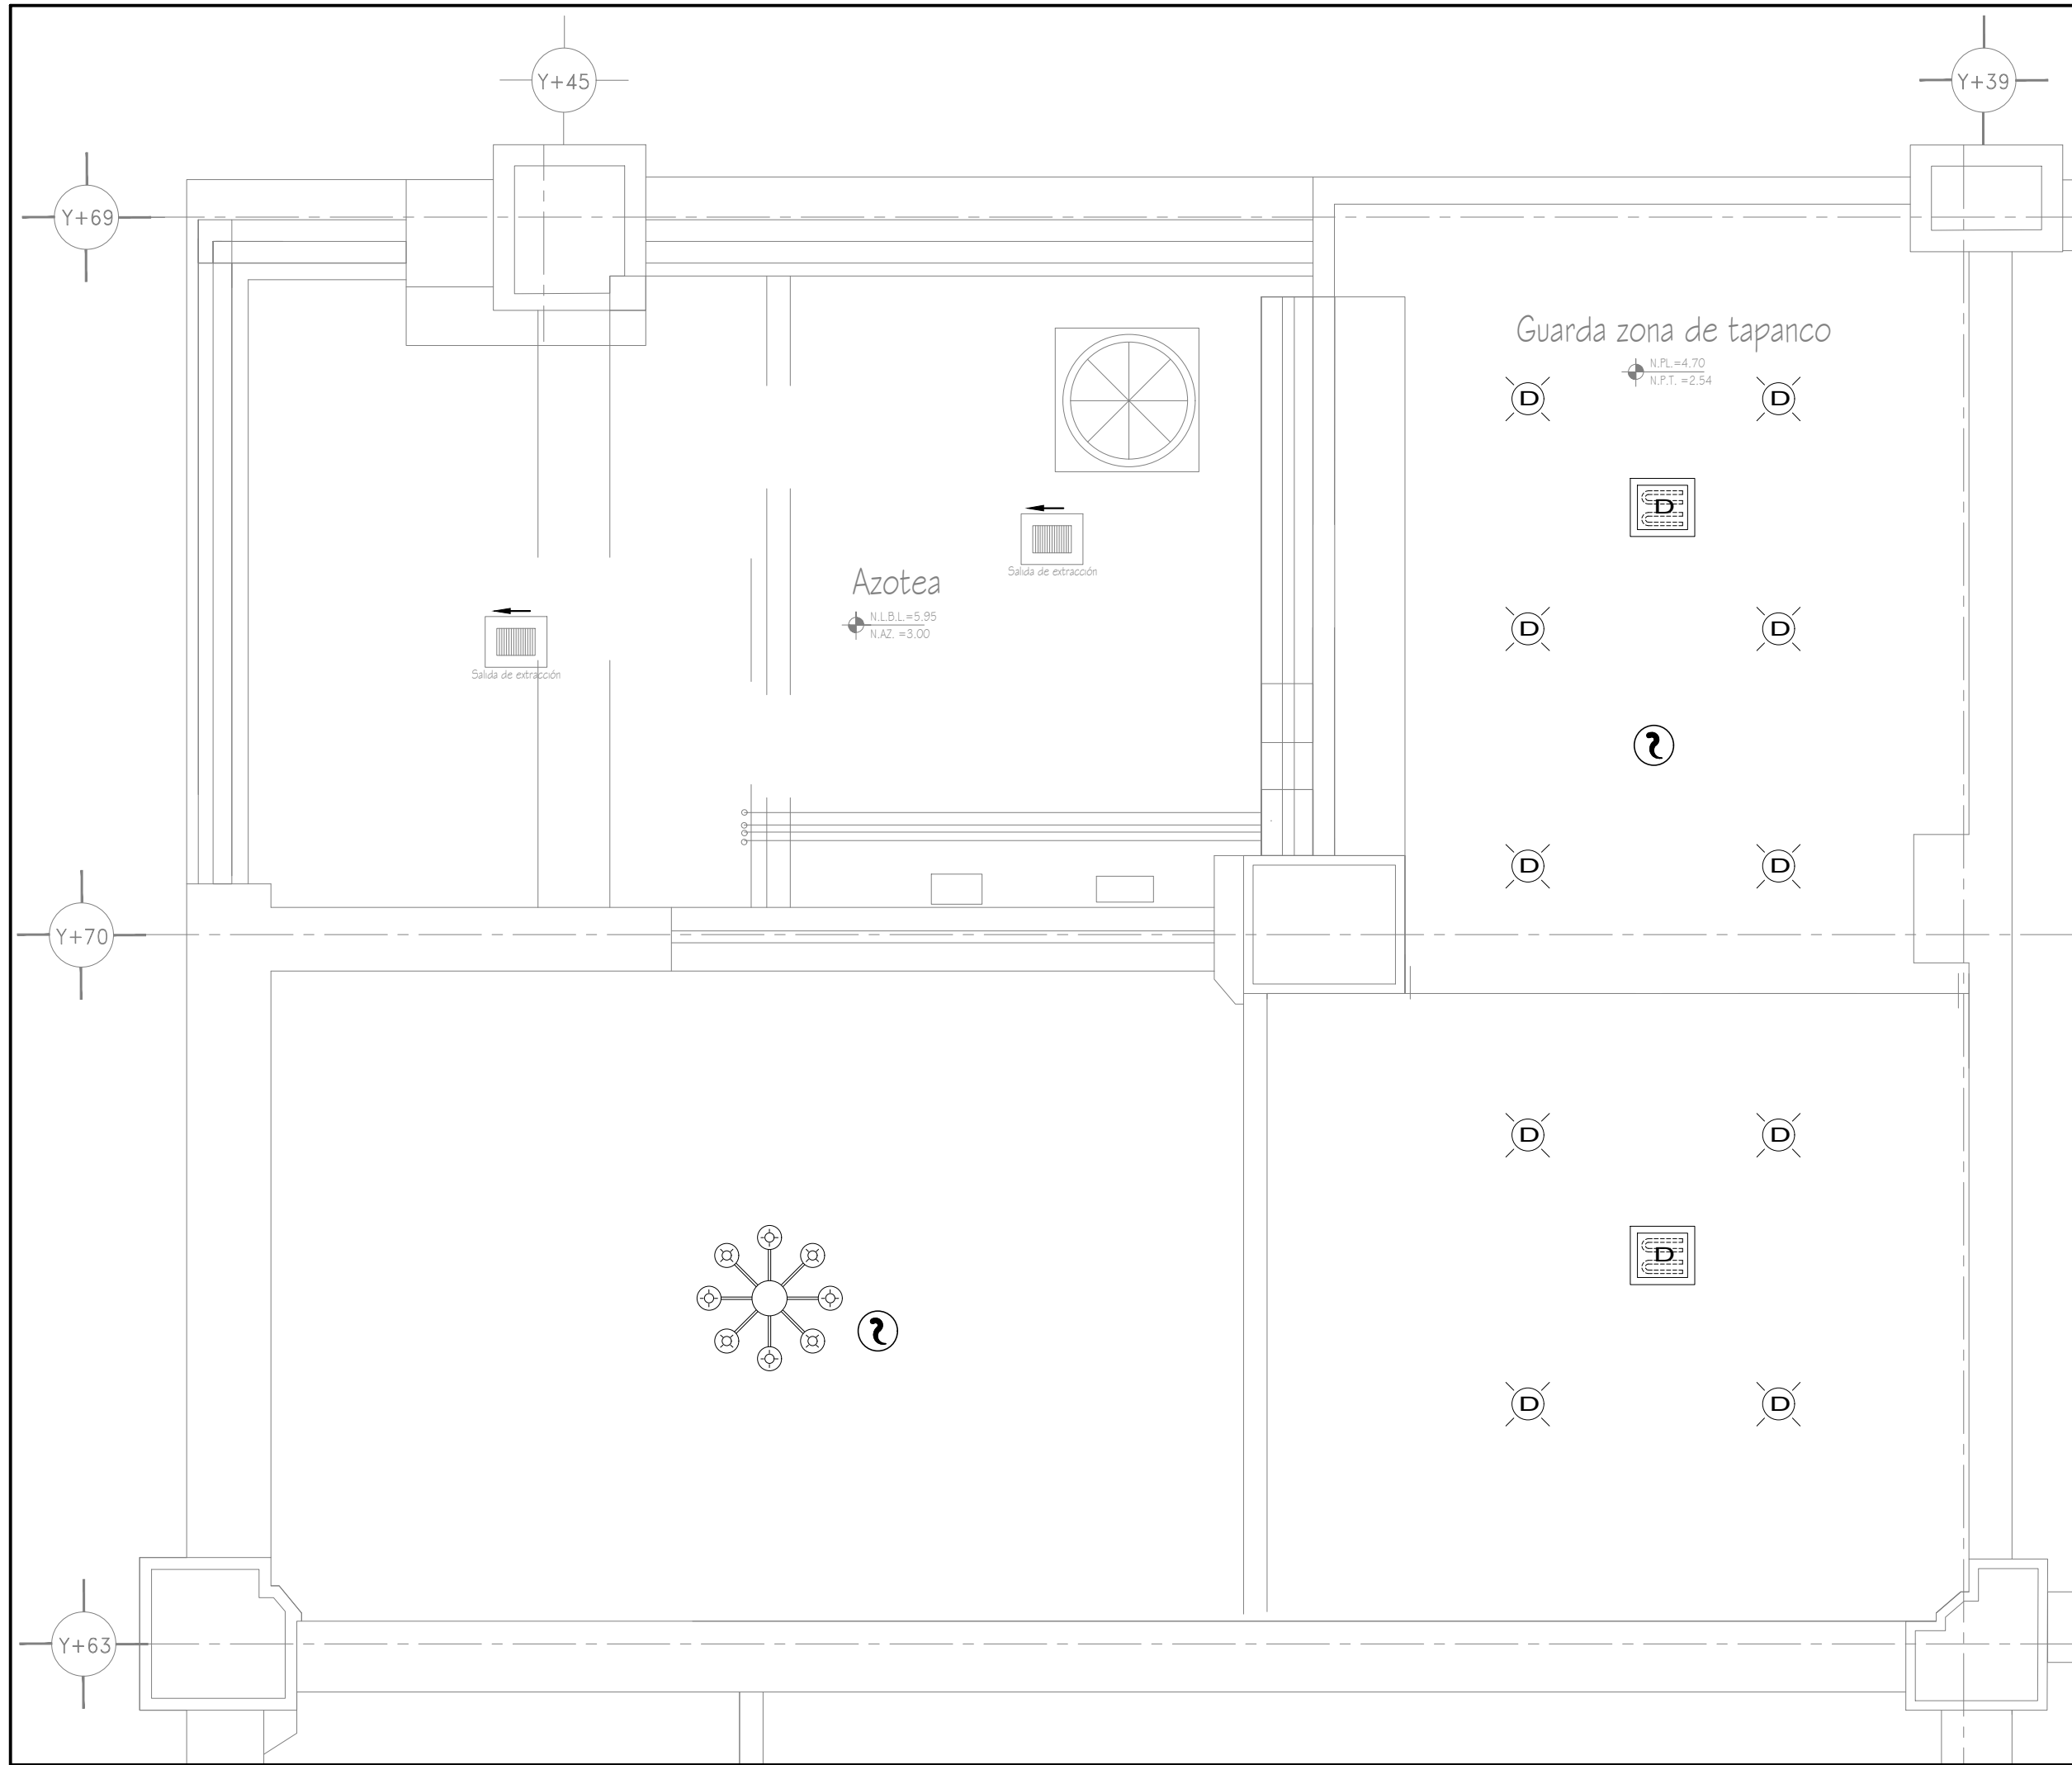 Y+45
Y+39
Y+69
Guarda zona de tapanco
N.PL.=4.70
N.P.T. =2.54
D
D
D
Salida de extracción
Azotea
N.L.B.L.=5.95
N.AZ. =3.00
D
D
Salida de extracción
D
D
Y+70
D
D
D
D
D
Y+63